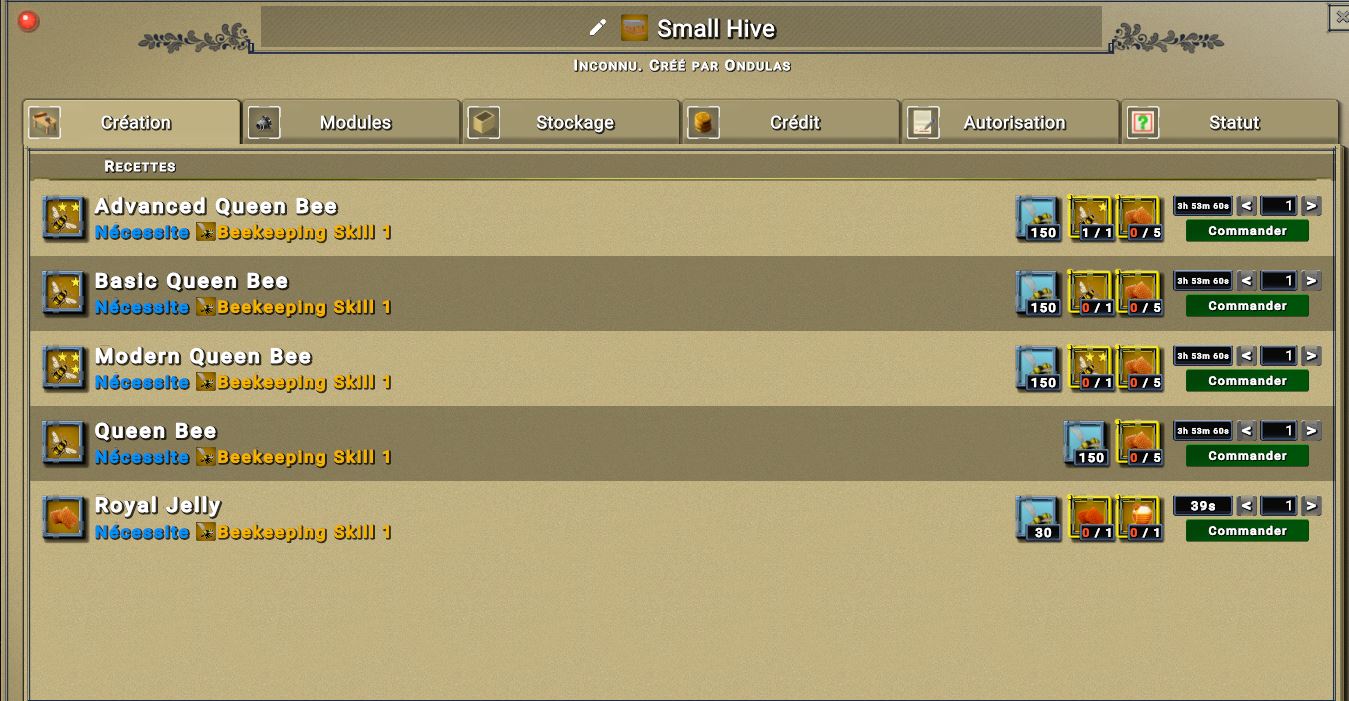 Small Hive
Inconnu. Créé par Ondulas
Création Modules Stockage Crédit Autorisation Statut
Recettes
Advanced Queen Bee
Nécessite Beekeeping Skill 1
150 1 / 1 0 / 5 3h 53m 60s < 1 >
Commander
Basic Queen Bee
Nécessite Beekeeping Skill 1
150 0 / 1 0 / 5 3h 53m 60s < 1 >
Commander
Modern Queen Bee
Nécessite Beekeeping Skill 1
150 0 / 1 0 / 5 3h 53m 60s < 1 >
Commander
Queen Bee
Nécessite Beekeeping Skill 1
150 0 / 5 3h 53m 60s < 1 >
Commander
Royal Jelly
Nécessite Beekeeping Skill 1
30 0 / 1 0 / 1 39s < 1 >
Commander